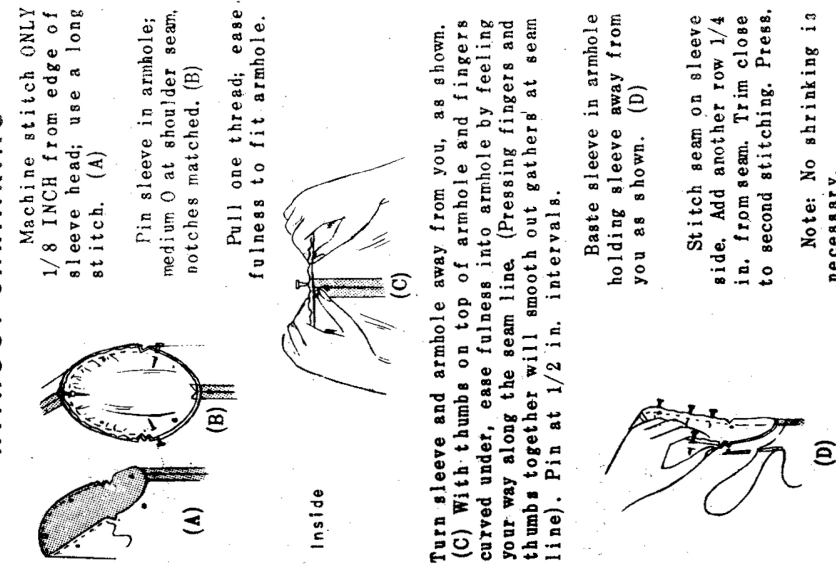 Machine stitch ONLY
1/8 INCH from edge of
sleeve head; use a long
stitch. (A)
Pin sleeve in armhole;
medium O at shoulder seam,
notches matched. (B)
Pull one thread; ease
fulness to fit armhole.
(A)
(B)
Inside
(C)
Turn sleeve and armhole away from you, as shown.
(C) With thumbs on top of armhole and fingers
curved under, ease fulness into armhole by feeling
your way along the seam line. (Pressing fingers and
thumbs together will smooth out gathers at seam
line). Pin at 1/2 in. intervals.
Baste sleeve in armhole
holding sleeve away from
you as shown. (D)
Stitch seam on sleeve
side. Add another row 1/4
in. from seam. Trim close
to second stitching. Press.
Note: No shrinking is
necessary.
(D)